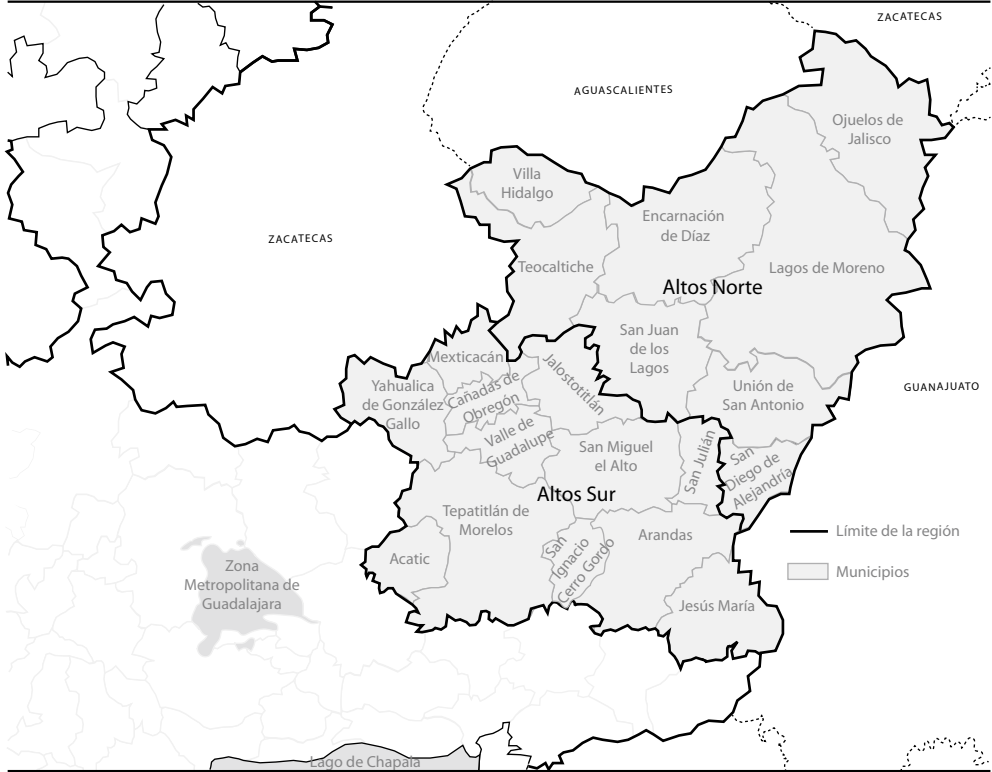 ZACATECAS
AGUASCALIENTES
Ojuelos de
Jalisco
Villa
Hidalgo
Encarnación
de Díaz
ZACATECAS
Teocaltiche
Lagos de Moreno
Altos Norte
San Juan
de los
Lagos
Mexticacán
Jalostotitlán
Yahualica
de González
Gallo
Cañadas de
Obregón
Unión de
San Antonio
GUANAJUATO
Valle de
Guadalupe
San Miguel
el Alto
San Julián
San
Diego de
Alejandría
Altos Sur
Tepatitlán de
Morelos
Arandas
Límite de la región
San
Ignacio
Cerro Gordo
Acatic
Zona
Metropolitana de
Guadalajara
Municipios
Jesús María
Lago de Chapala